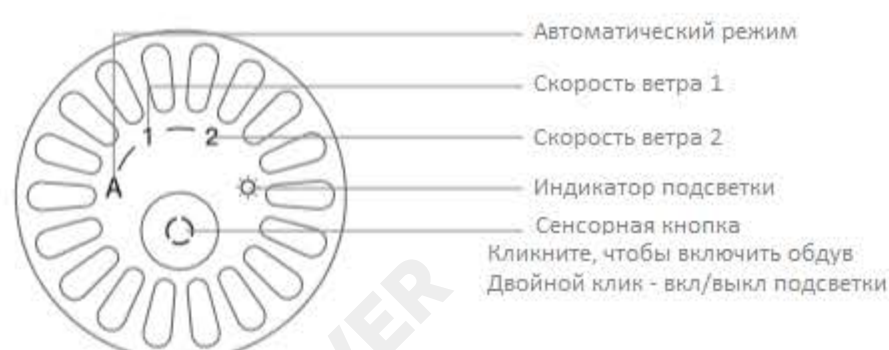 Автоматический режим
Скорость ветра 1
1 2
Скорость ветра 2
A
Индикатор подсветки
Сенсорная кнопка
Кликните, чтобы включить обдув
Двойной клик - вкл/выкл подсветки